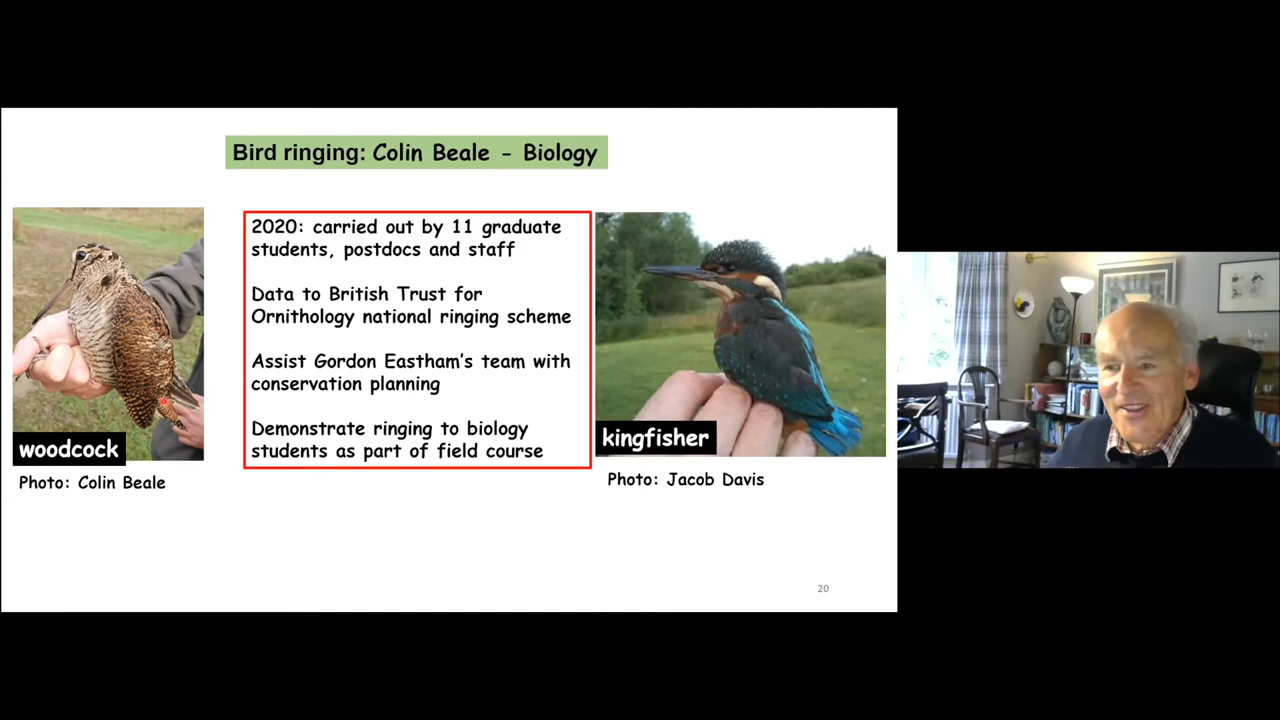 Bird ringing: Colin Beale - Biology
2020: carried out by 11 graduate
students, postdocs and staff
Data to British Trust for
Ornithology national ringing scheme
Assist Gordon Eastham's team with
conservation planning
Demonstrate ringing to biology
students as part of field course
woodcock
Photo: Colin Beale
kingfisher
Photo: Jacob Davis
20